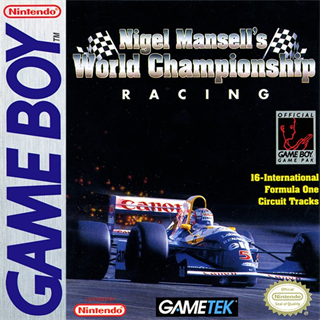 Nintendo
GAME BOY
TM
Nigel Mansell's
World Championship
RACING
OFFICIAL
GAME BOY
GAME PAK
16-International
Formula One
Circuit Tracks
5
Nintendo
GAMETEK
Official
Nintendo
Seal of Quality